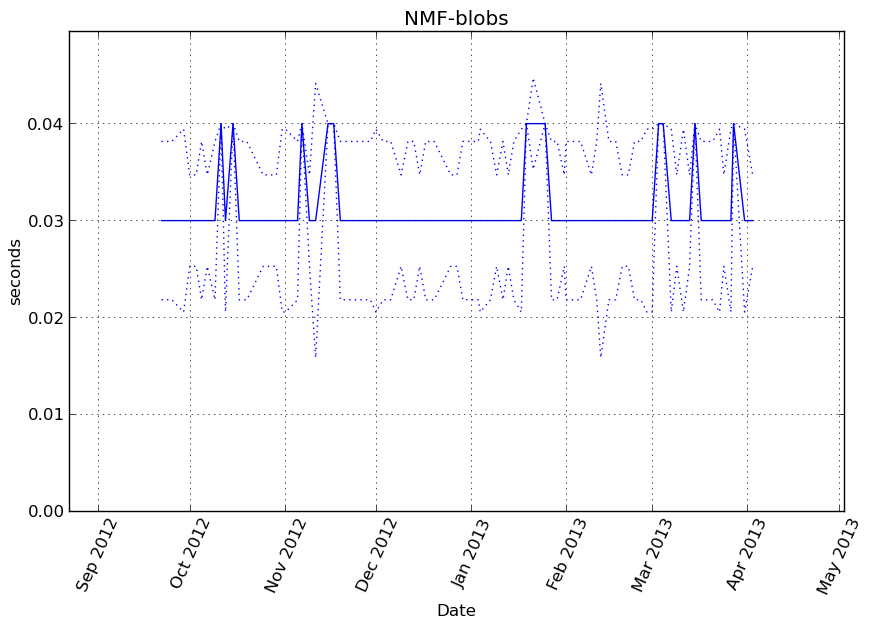 NMF-blobs
seconds
0.04
0.03
0.02
0.01
0.00
Sep 2012
Oct 2012
Nov 2012
Dec 2012
Jan 2013
Feb 2013
Mar 2013
Apr 2013
May 2013
Date